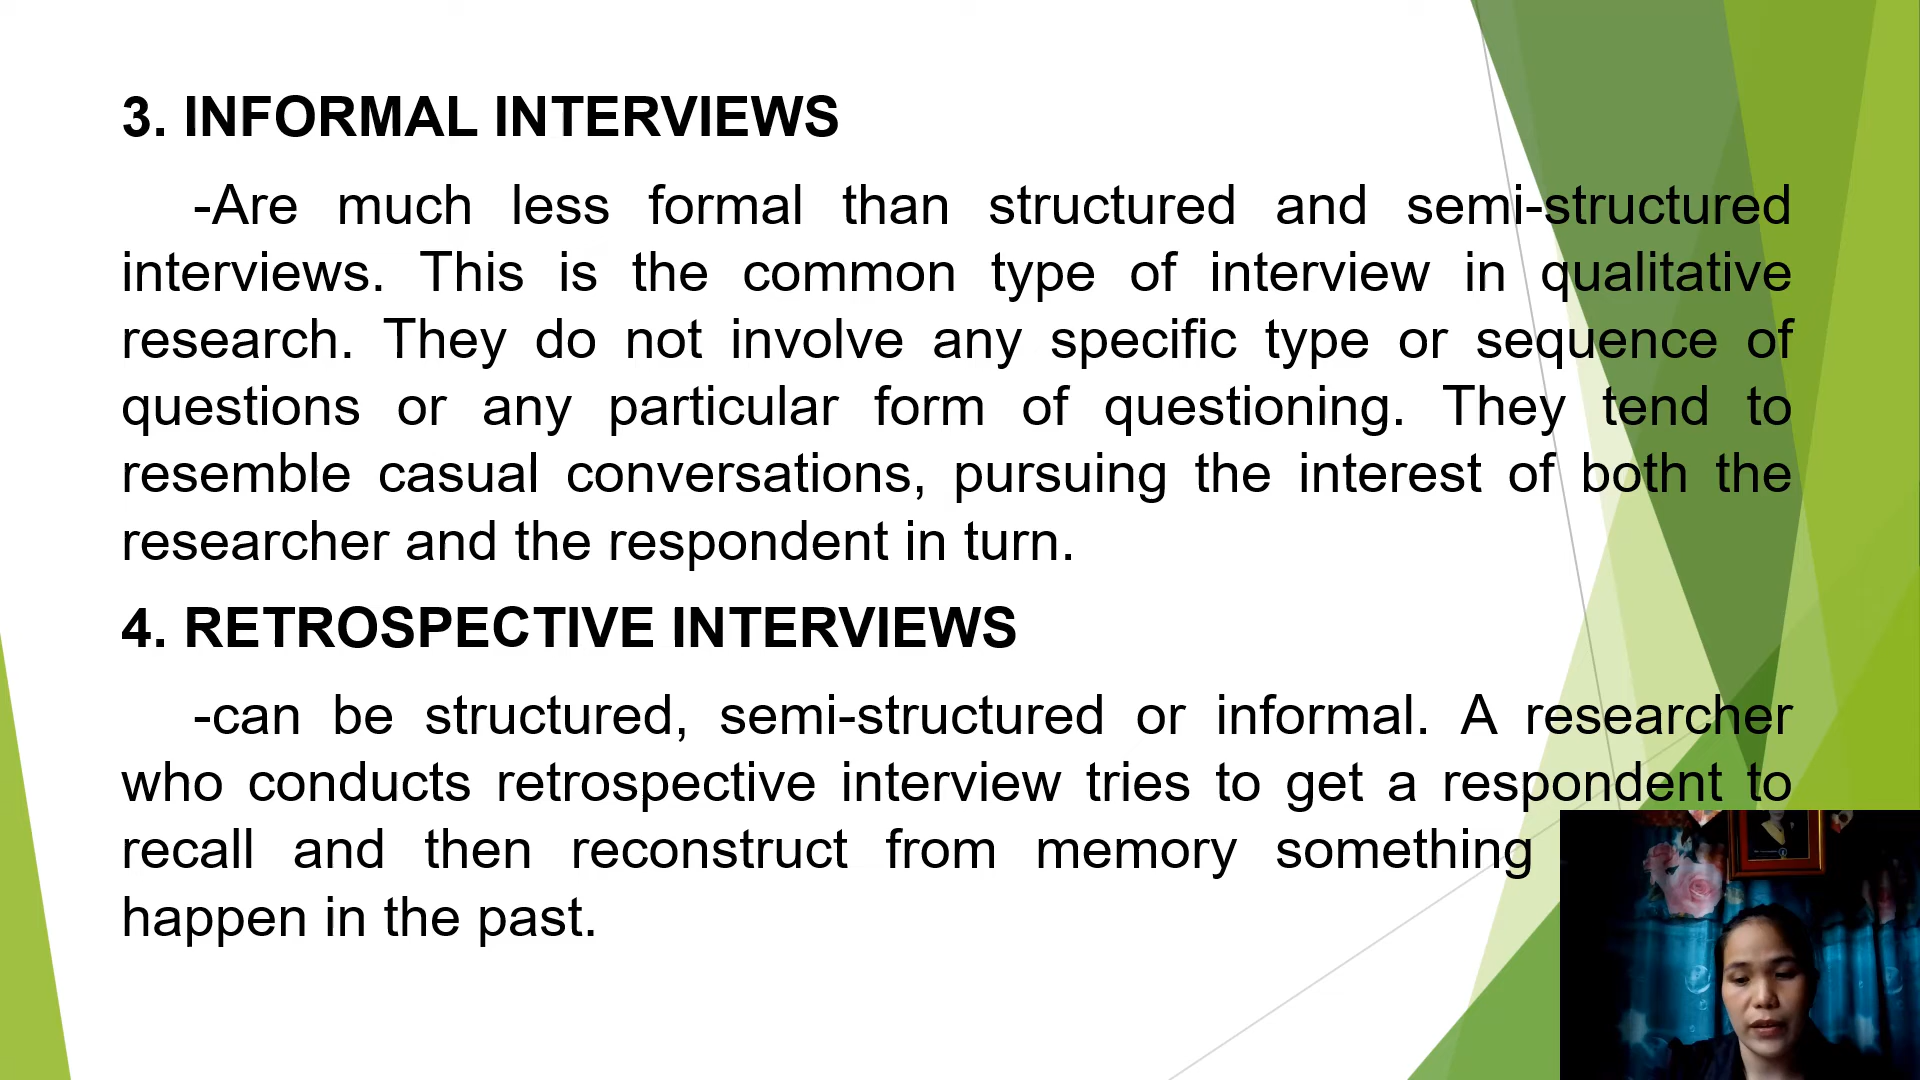 3. INFORMAL INTERVIEWS
-Are much less formal than structured and semi-structured
interviews. This is the common type of interview in qualitative
research. They do not involve any specific type or sequence of
questions or any particular form of questioning. They tend to
resemble casual conversations, pursuing the interest of both the
researcher and the respondent in turn.
4. RETROSPECTIVE INTERVIEWS
-can be structured, semi-structured or informal. A researcher
who conducts retrospective interview tries to get a respondent to
recall and then reconstruct from memory something
happen in the past.